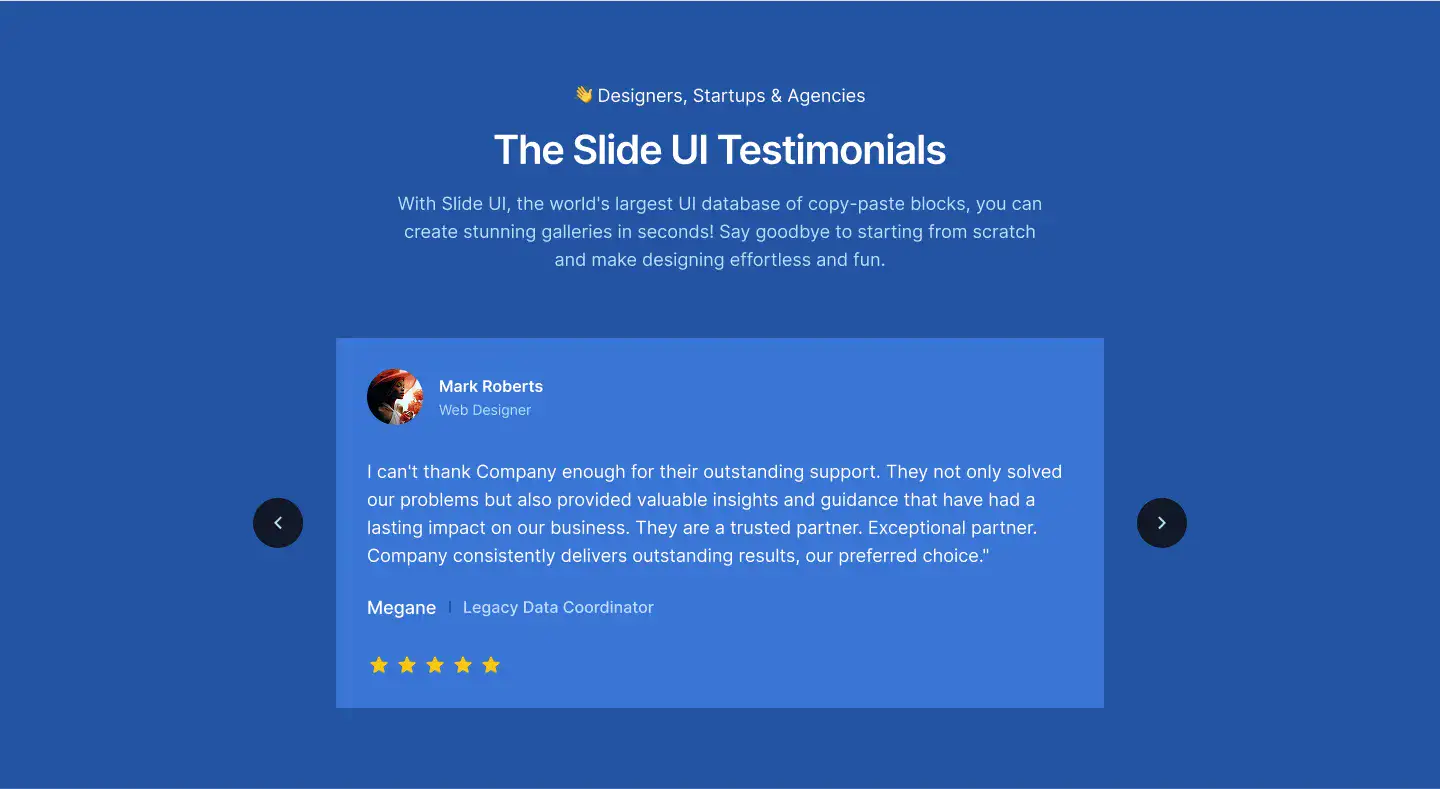 👋 Designers, Startups & Agencies
The Slide UI Testimonials
With Slide UI, the world's largest UI database of copy-paste blocks, you can
create stunning galleries in seconds! Say goodbye to starting from scratch
and make designing effortless and fun.
Mark Roberts
Web Designer
I can't thank Company enough for their outstanding support. They not only solved
our problems but also provided valuable insights and guidance that have had a
lasting impact on our business. They are a trusted partner. Exceptional partner.
Company consistently delivers outstanding results, our preferred choice."
Megane | Legacy Data Coordinator